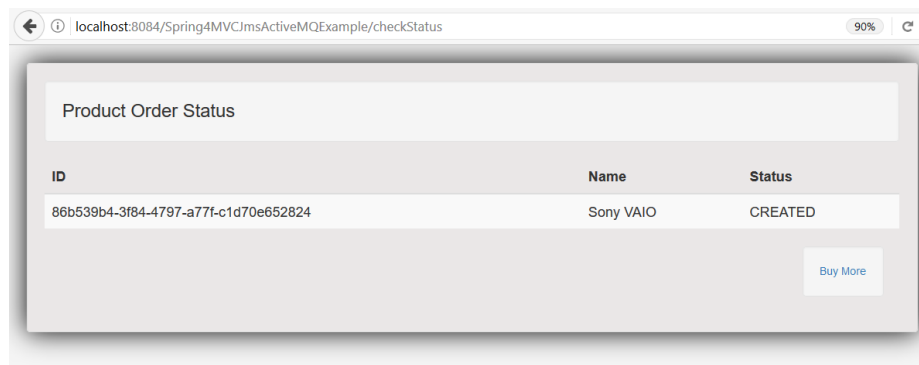 localhost:8084/Spring4MVCJmsActiveMQExample/checkStatus 90%
Product Order Status
ID Name Status
86b539b4-3f84-4797-a77f-c1d70e652824 Sony VAIO CREATED
Buy More